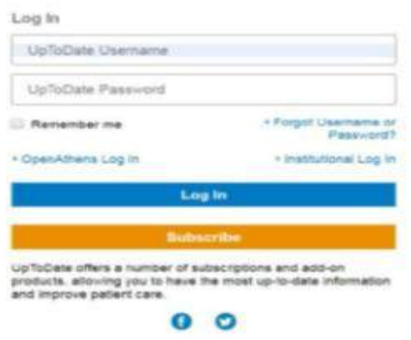 Log In
UpToDate Username
UpToDate Password
Remember me
+ Forgot Username or
Password?
+ OpenAthens Log In
+ Institutional Log In
Log In
Subscribe
UpToDate offers a number of subscriptions and add-on
products, allowing you to have the most up-to-date information
and improve patient care.